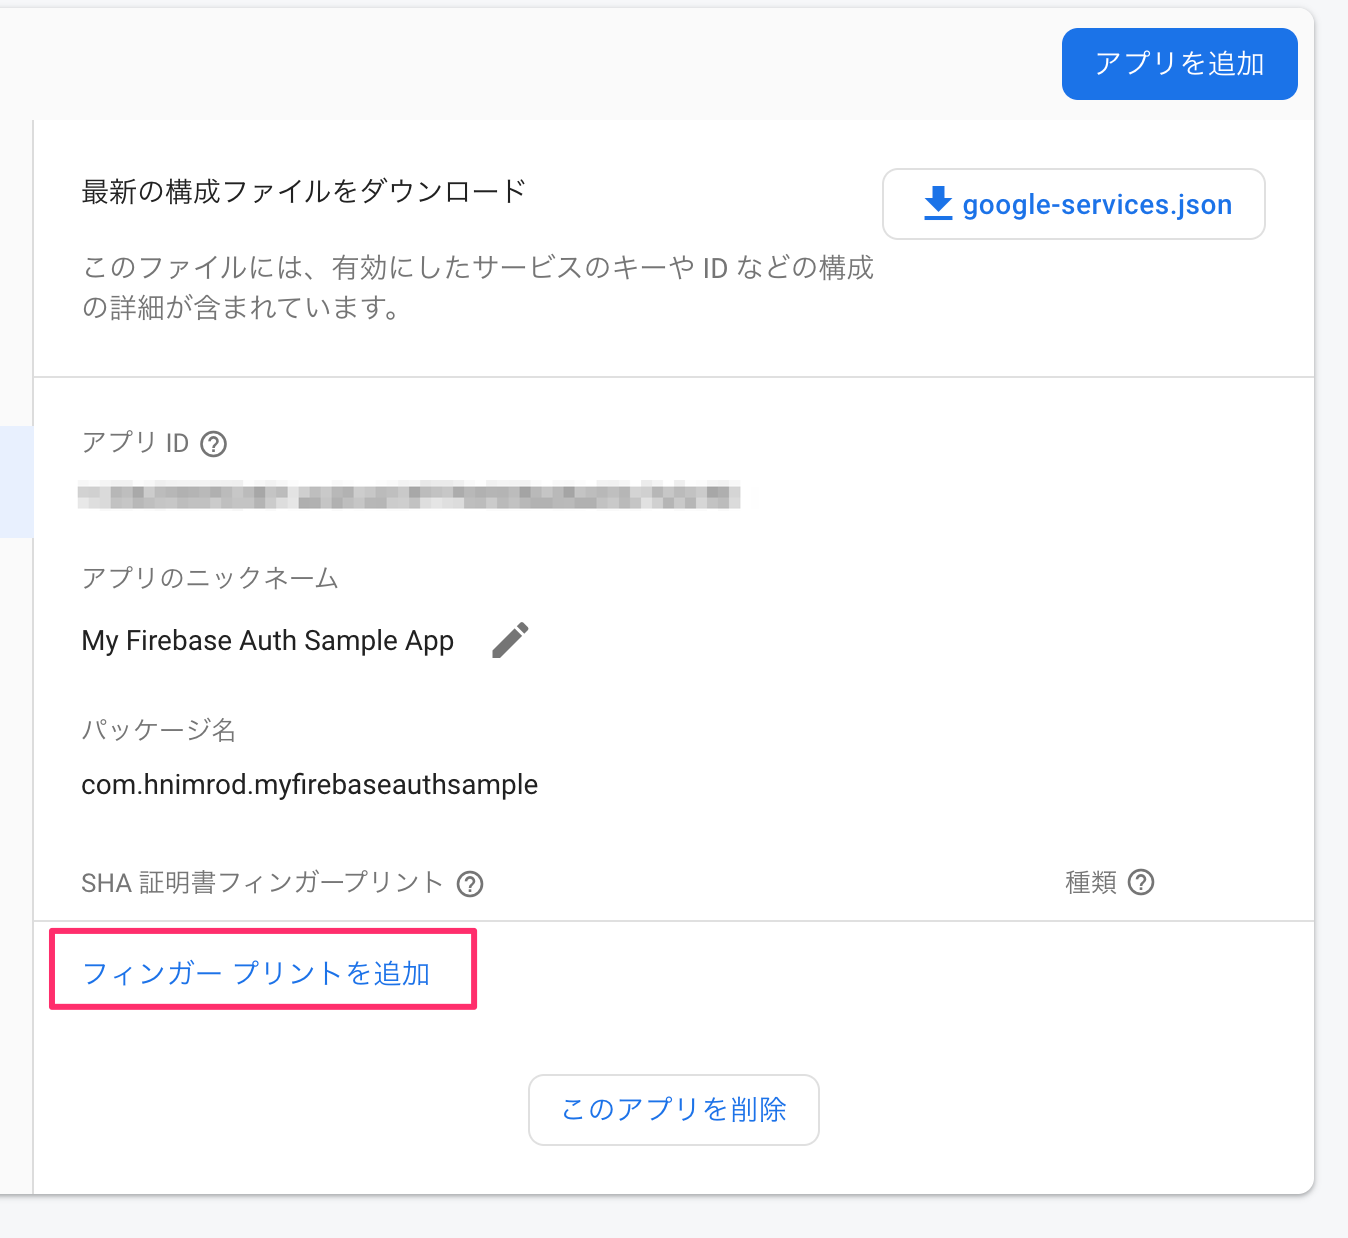 アプリを追加
最新の構成ファイルをダウンロード
google-services.json
このファイルには、有効にしたサービスのキーや ID などの構成
の詳細が含まれています。
アプリ ID
アプリのニックネーム
My Firebase Auth Sample App
パッケージ名
com.hnimrod.myfirebaseauthsample
SHA 証明書フィンガープリント
種類
フィンガー プリントを追加
このアプリを削除